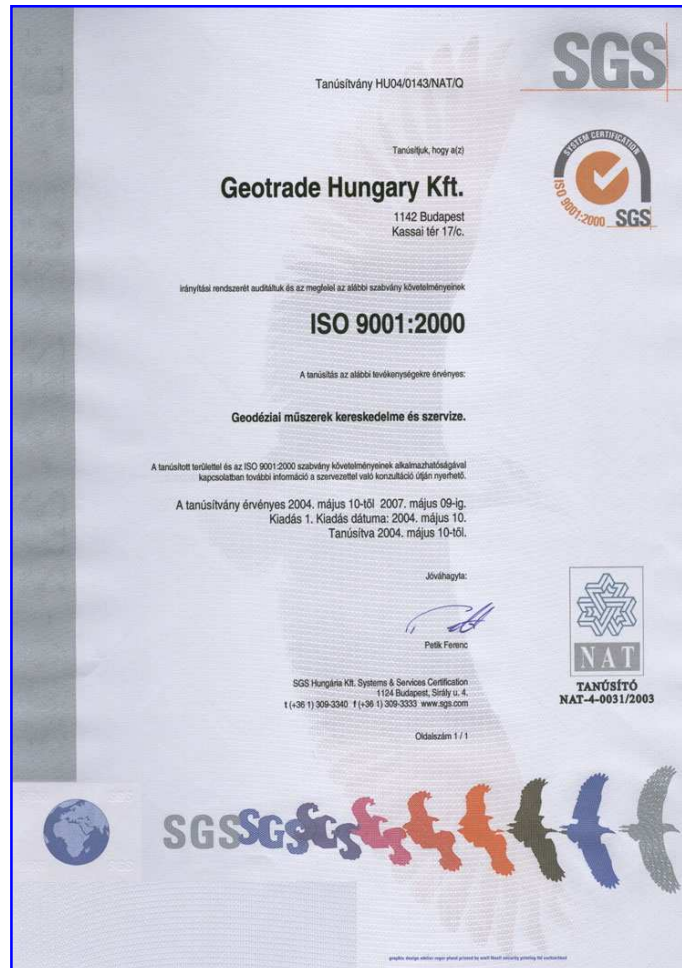 SGS
Tanúsítvány HU04/0143/NAT/Q
SYSTEM CERTIFICATION
ISO 9001:2000
SGS
Tanúsítjuk, hogy a(z)
Geotrade Hungary Kft.
1142 Budapest
Kassai tér 17/c.
irányítási rendszerét auditáltuk és az megfelel az alábbi szabvány követelményeinek
ISO 9001:2000
A tanúsítás az alábbi tevékenységekre érvényes:
Geodéziai műszerek kereskedelme és szervize.
A tanúsított területtel és az ISO 9001:2000 szabvány követelményeinek alkalmazhatóságával
kapcsolatban további információ a szervezettel való konzultáció útján nyerhető.
A tanúsítvány érvényes 2004. május 10-től 2007. május 09-ig.
Kiadás 1. Kiadás dátuma: 2004. május 10.
Tanúsítva 2004. május 10-től.
Jóváhagyta:
Petik Ferenc
SGS Hungária Kft. Systems & Services Certification
1124 Budapest, Sirály u. 4.
t (+36 1) 309-3340 f (+36 1) 309-3333 www.sgs.com
Oldalszám 1 / 1
NAT
TANÚSÍTÓ
NAT-4-0031/2003
SGSSGSSGS